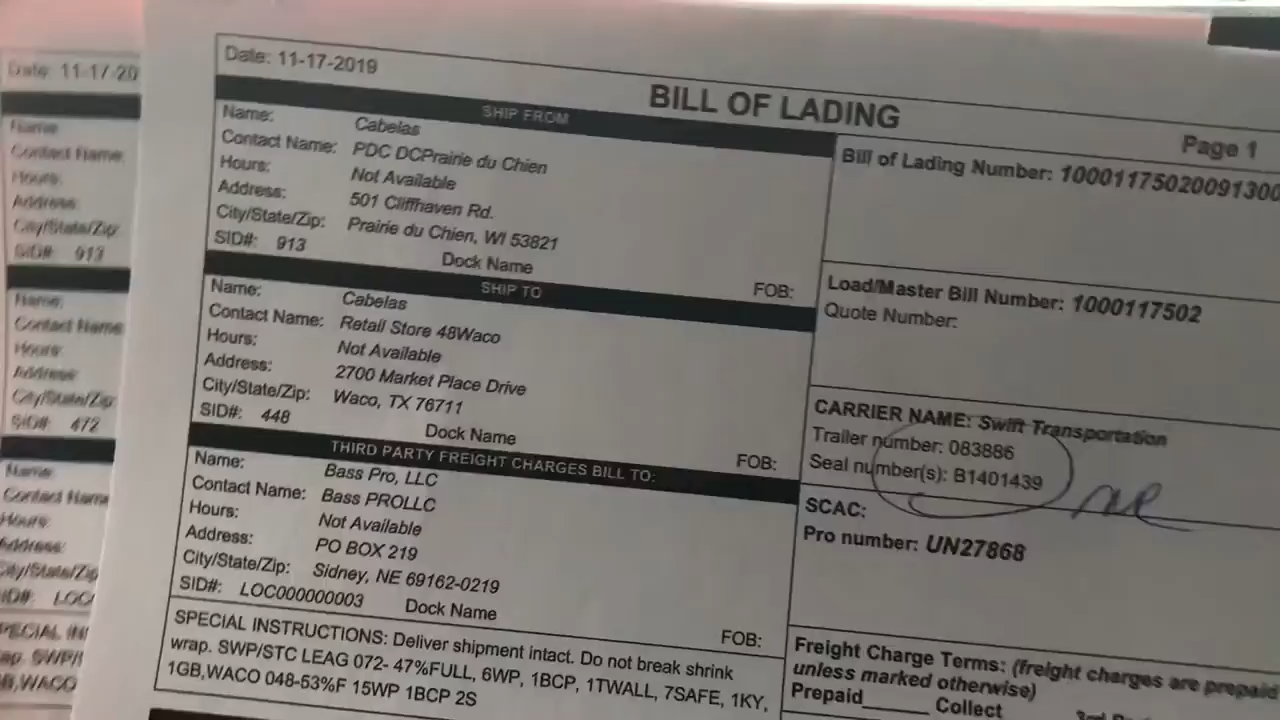 Date: 11-17-20
Name:
Contact Name:
Hours:
Address:
City/State/Zip:
SID#: 913
Name:
Contact Name
Hours:
Address:
City/State/Zip
SID#: 472
Name:
Contact Name
Hours:
Address:
City/State/Zip
SID#: LOC
Date: 11-17-2019
BILL OF LADING
Page 1
SHIP FROM
Name: Cabelas
Contact Name: PDC DCPrairie du Chien
Hours: Not Available
Address: 501 Cliffhaven Rd.
City/State/Zip: Prairie du Chien, WI 53821
SID#: 913 Dock Name
FOB:
SHIP TO
Name: Cabelas
Contact Name: Retail Store 48Waco
Hours: Not Available
Address: 2700 Market Place Drive
City/State/Zip: Waco, TX 76711
SID#: 448 Dock Name
FOB:
THIRD PARTY FREIGHT CHARGES BILL TO:
Name: Bass Pro, LLC
Contact Name: Bass PROLLC
Hours: Not Available
Address: PO BOX 219
City/State/Zip: Sidney, NE 69162-0219
SID#: LOC000000003 Dock Name
FOB:
SPECIAL INSTRUCTIONS: Deliver shipment intact. Do not break shrink
wrap. SWP/STC LEAG 072- 47%FULL, 6WP, 1BCP, 1TWALL, 7SAFE, 1KY,
1GB,WACO 048-53%F 15WP 1BCP 2S
Bill of Lading Number: 10001175020091300
Load/Master Bill Number: 1000117502
Quote Number:
CARRIER NAME: Swift Transportation
Trailer number: 083886
Seal number(s): B1401439
SCAC:
Pro number: UN27868
Freight Charge Terms: (freight charges are prepaid
unless marked otherwise)
Prepaid______ Collect